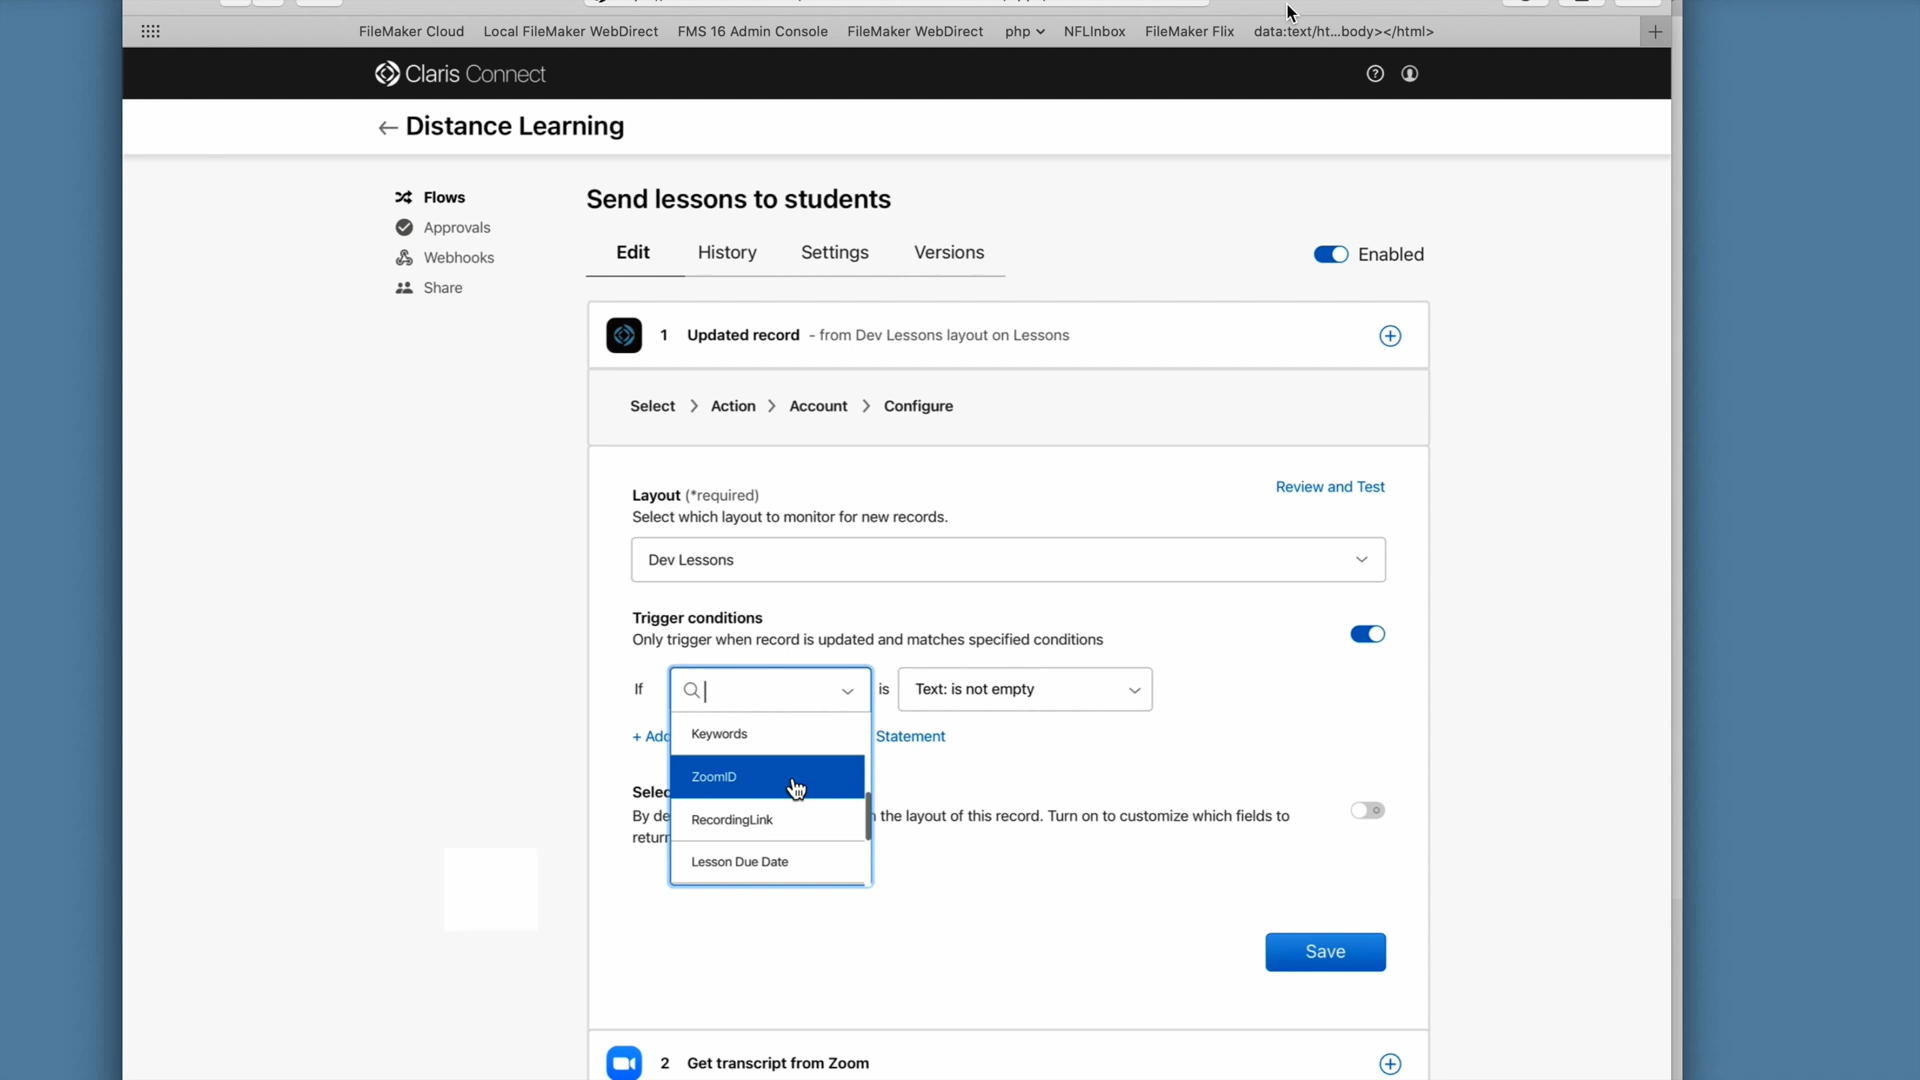 FileMaker Cloud Local FileMaker WebDirect FMS 16 Admin Console FileMaker WebDirect php NFLInbox FileMaker Flix data:text/ht...body></html>
Claris Connect
Distance Learning
Flows
Approvals
Webhooks
Share
Send lessons to students
Edit History Settings Versions
Enabled
1 Updated record - from Dev Lessons layout on Lessons
Select > Action > Account > Configure
Layout (*required)
Review and Test
Select which layout to monitor for new records.
Dev Lessons
Trigger conditions
Only trigger when record is updated and matches specified conditions
If is Text: is not empty
Keywords
+ Statement
ZoomID
the layout of this record. Turn on to customize which fields to
RecordingLink
Lesson Due Date
Save
2 Get transcript from Zoom